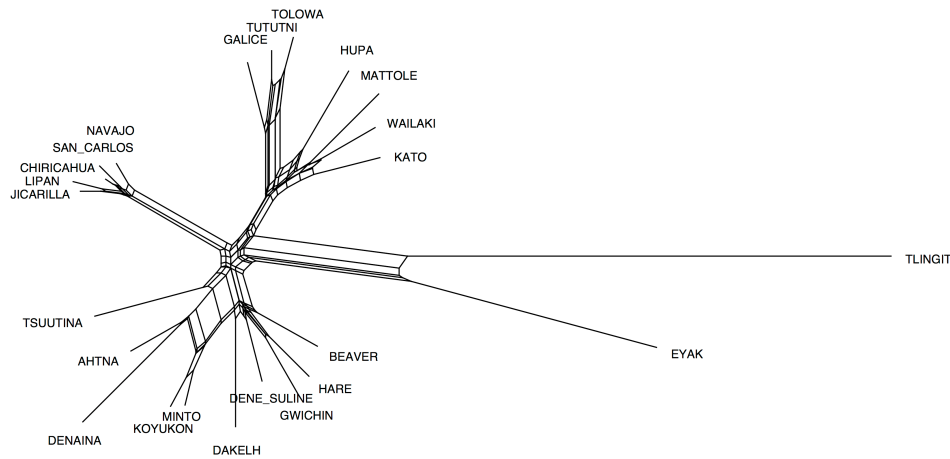 TOLOWA
TUTUTNI
GALICE
HUPA
MATTOLE
WAILAKI
KATO
NAVAJO
SAN_CARLOS
CHIRICAHUA
LIPAN
JICARILLA
TLINGIT
EYAK
TSUUTINA
AHTNA
DENAINA
MINTO
KOYUKON
DAKELH
DENE_SULINE
GWICHIN
HARE
BEAVER